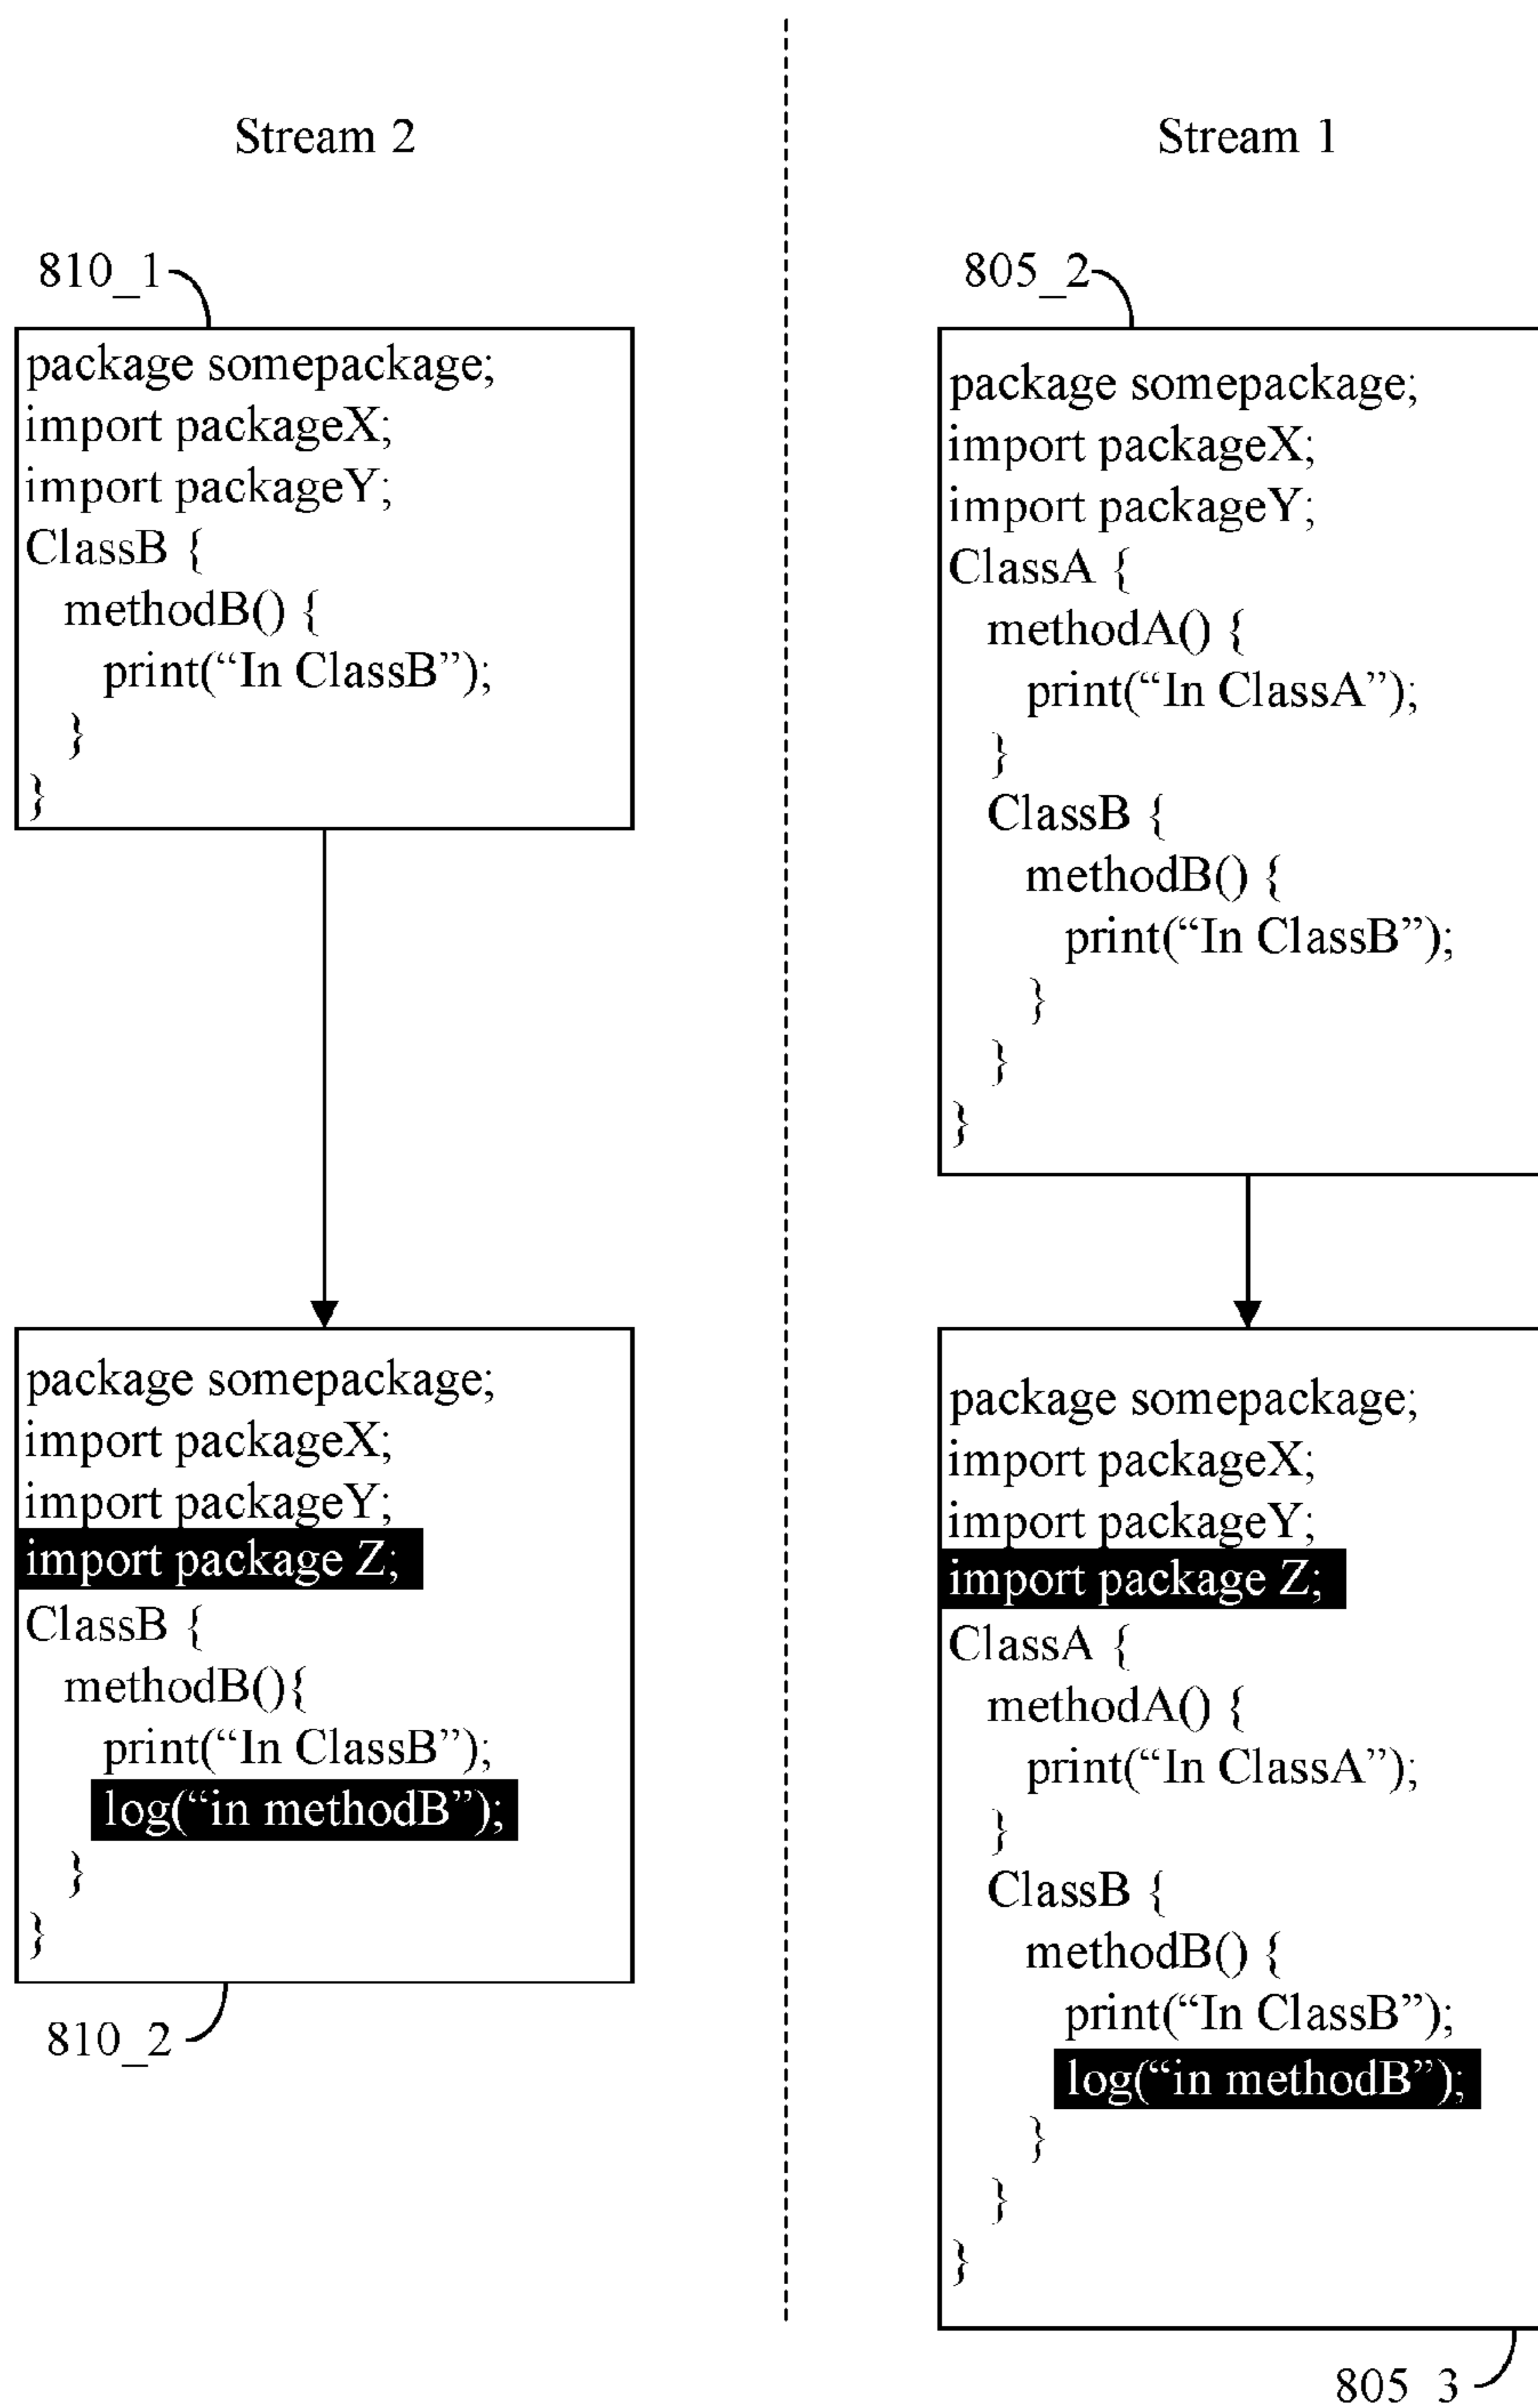 Stream 2
810_1
package somepackage;
import packageX;
import packageY;
ClassB {
methodB() {
print(“In ClassB”);
}
}
package somepackage;
import packageX;
import packageY;
import package Z;
ClassB {
methodB(){
print(“In ClassB”);
log(“in methodB”);
}
}
810_2
Stream 1
805_2
package somepackage;
import packageX;
import packageY;
ClassA {
methodA() {
print(“In ClassA”);
}
ClassB {
methodB() {
print(“In ClassB”);
}
}
}
package somepackage;
import packageX;
import packageY;
import package Z;
ClassA {
methodA() {
print(“In ClassA”);
}
ClassB {
methodB() {
print(“In ClassB”);
log(“in methodB”);
}
}
}
805_3